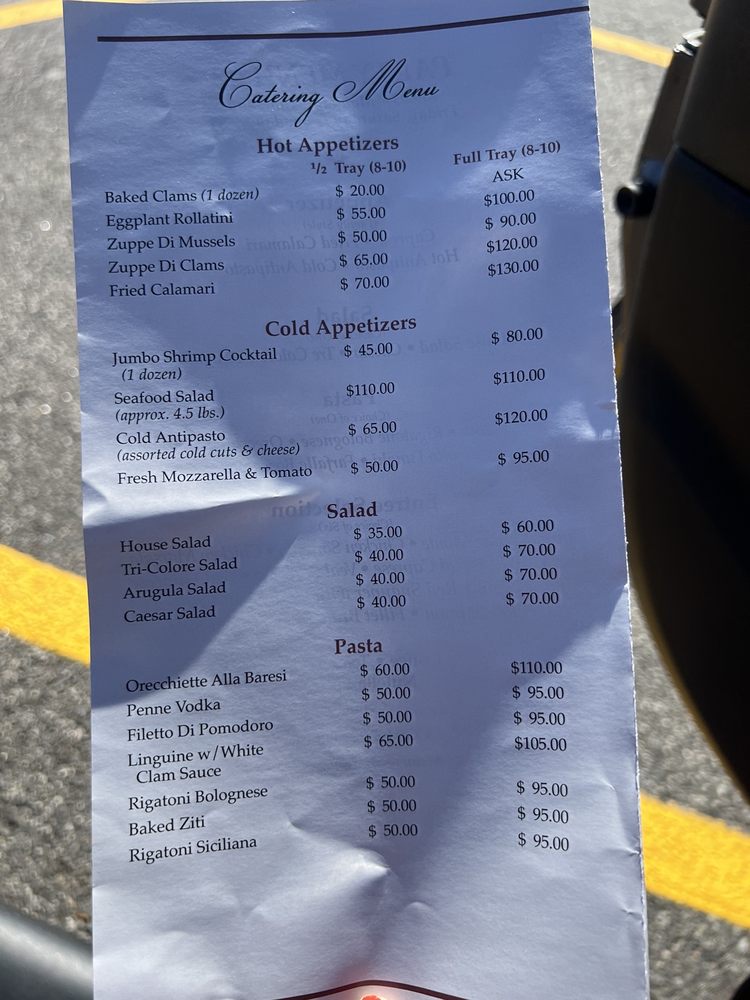 Catering Menu
Hot Appetizers
1/2 Tray (8-10) Full Tray (8-10)
Baked Clams (1 dozen) $ 20.00 ASK
Eggplant Rollatini $ 55.00 $100.00
Zuppe Di Mussels $ 50.00 $ 90.00
Zuppe Di Clams $ 65.00 $120.00
Fried Calamari $ 70.00 $130.00
Cold Appetizers
Jumbo Shrimp Cocktail $ 45.00 $ 80.00
(1 dozen)
Seafood Salad $110.00 $110.00
(approx. 4.5 lbs.)
Cold Antipasto $ 65.00 $120.00
(assorted cold cuts & cheese)
Fresh Mozzarella & Tomato $ 50.00 $ 95.00
Salad
House Salad $ 35.00 $ 60.00
Tri-Colore Salad $ 40.00 $ 70.00
Arugula Salad $ 40.00 $ 70.00
Caesar Salad $ 40.00 $ 70.00
Pasta
Orecchiette Alla Baresi $ 60.00 $110.00
Penne Vodka $ 50.00 $ 95.00
Filetto Di Pomodoro $ 50.00 $ 95.00
Linguine w/White $ 65.00 $105.00
Clam Sauce
Rigatoni Bolognese $ 50.00 $ 95.00
Baked Ziti $ 50.00 $ 95.00
Rigatoni Siciliana $ 50.00 $ 95.00